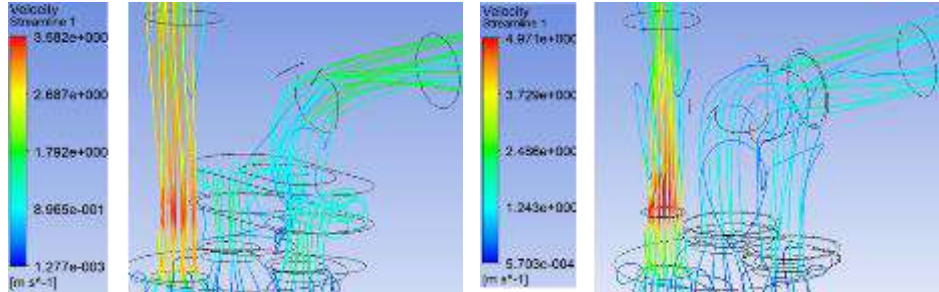 Velocity
Streamline 1
3.582e+000
2.687e+000
1.792e+000
8.965e-001
1.277e-003
[m s^-1]
Velocity
Streamline 1
4.971e+000
3.729e+000
2.486e+000
1.243e+000
5.703e-004
[m s^-1]